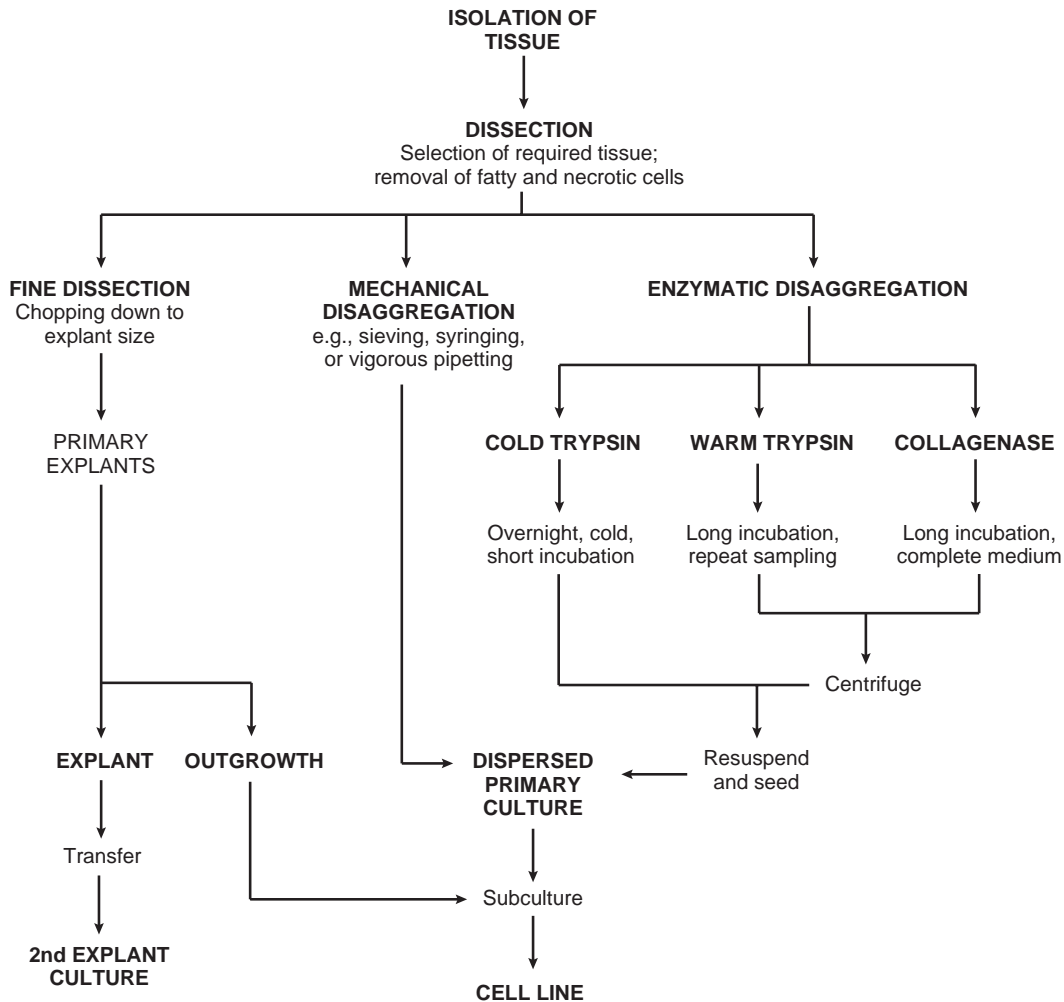 ISOLATION OF
TISSUE
DISSECTION
Selection of required tissue;
removal of fatty and necrotic cells
FINE DISSECTION
Chopping down to
explant size
MECHANICAL
DISAGGREGATION
e.g., sieving, syringing,
or vigorous pipetting
ENZYMATIC DISAGGREGATION
PRIMARY
EXPLANTS
COLD TRYPSIN
WARM TRYPSIN
COLLAGENASE
Overnight, cold,
short incubation
Long incubation,
repeat sampling
Long incubation,
complete medium
Centrifuge
EXPLANT
OUTGROWTH
DISPERSED
PRIMARY
CULTURE
Resuspend
and seed
Transfer
Subculture
2nd EXPLANT
CULTURE
CELL LINE